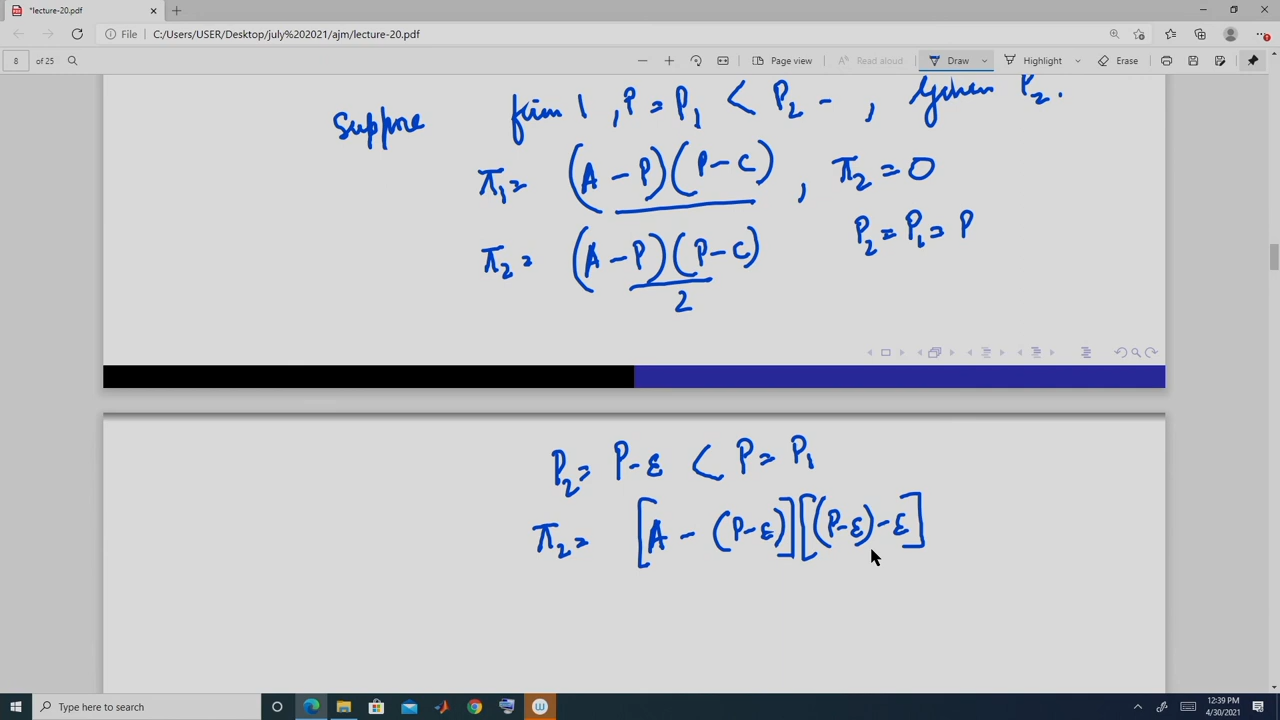 *lecture-20.pdf
File C:/Users/USER/Desktop/july%202021/ajm/lecture-20.pdf
8 of 25 Page view Read aloud Draw Highlight Erase
Suppose firm 1, P = P₁ < P₂ - , given P₂.
π₁ = (A - P)(P - C), π₂ = 0
P₂ = P₁ = P
π₂ = (A - P)(P - C)
2
P₂ = P-ε < P = P₁
π₂ = [A - (P-ε)][(P-ε)-ε]
Type here to search
12:39 PM
4/30/2021